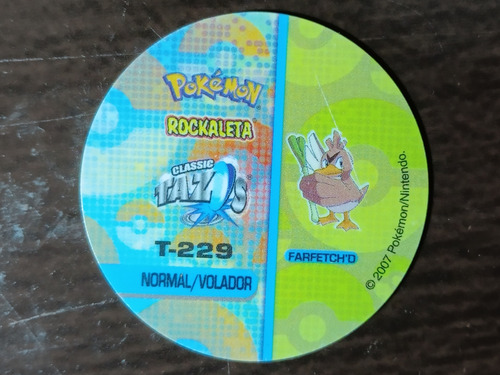 POKéMON
ROCKALETA
CLASSIC
TAZOS
T-229
NORMAL/VOLADOR
FARFETCH'D
© 2007 Pokémon/Nintendo.